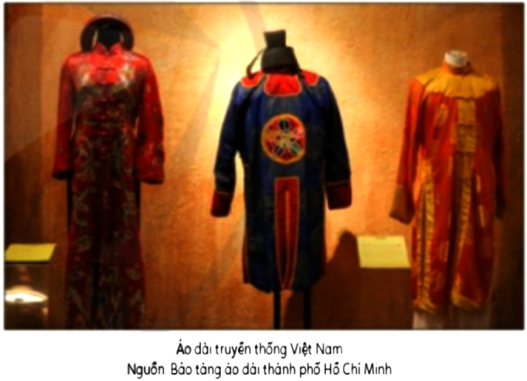 Áo dài truyền thống Việt Nam
Nguồn Bảo tàng áo dài thành phố Hồ Chí Minh